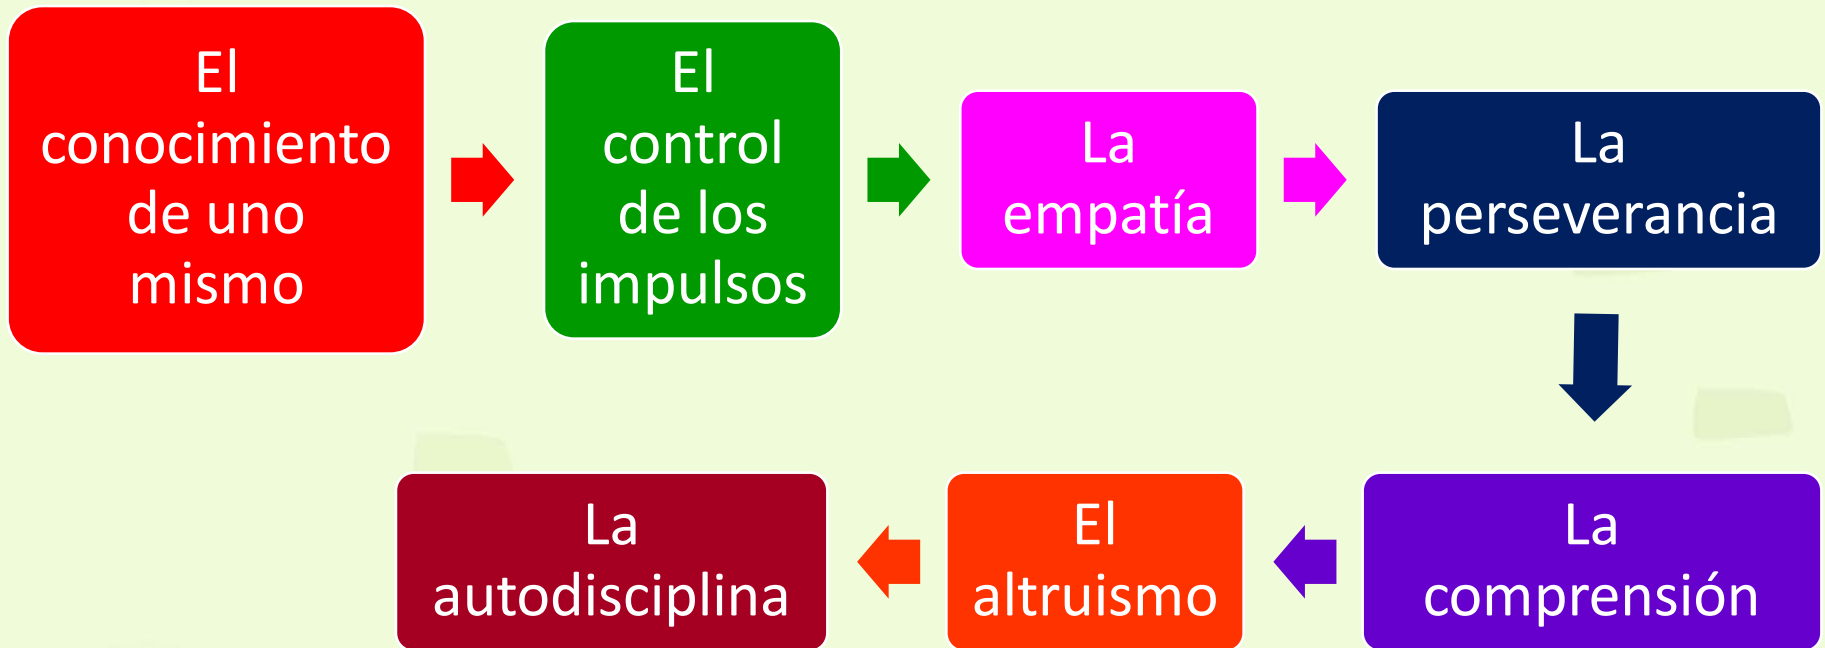 El
conocimiento
de uno
mismo
El
control
de los
impulsos
La
empatía
La
perseverancia
La
comprensión
El
altruismo
La
autodisciplina